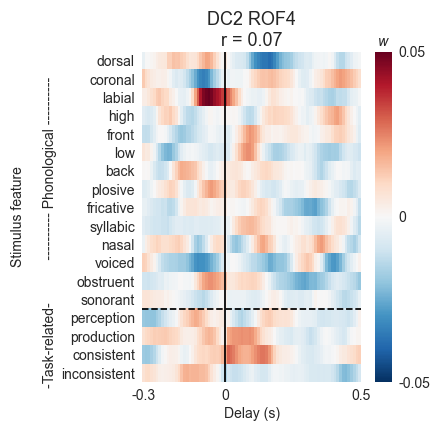 DC2 ROF4
r = 0.07
w
dorsal
coronal
labial
high
front
low
back
plosive
fricative
syllabic
nasal
voiced
obstruent
sonorant
perception
production
consistent
inconsistent
Stimulus feature
---------- Phonological ----------
-Task-related-
-0.3
0
0.5
Delay (s)
0.05
0
-0.05